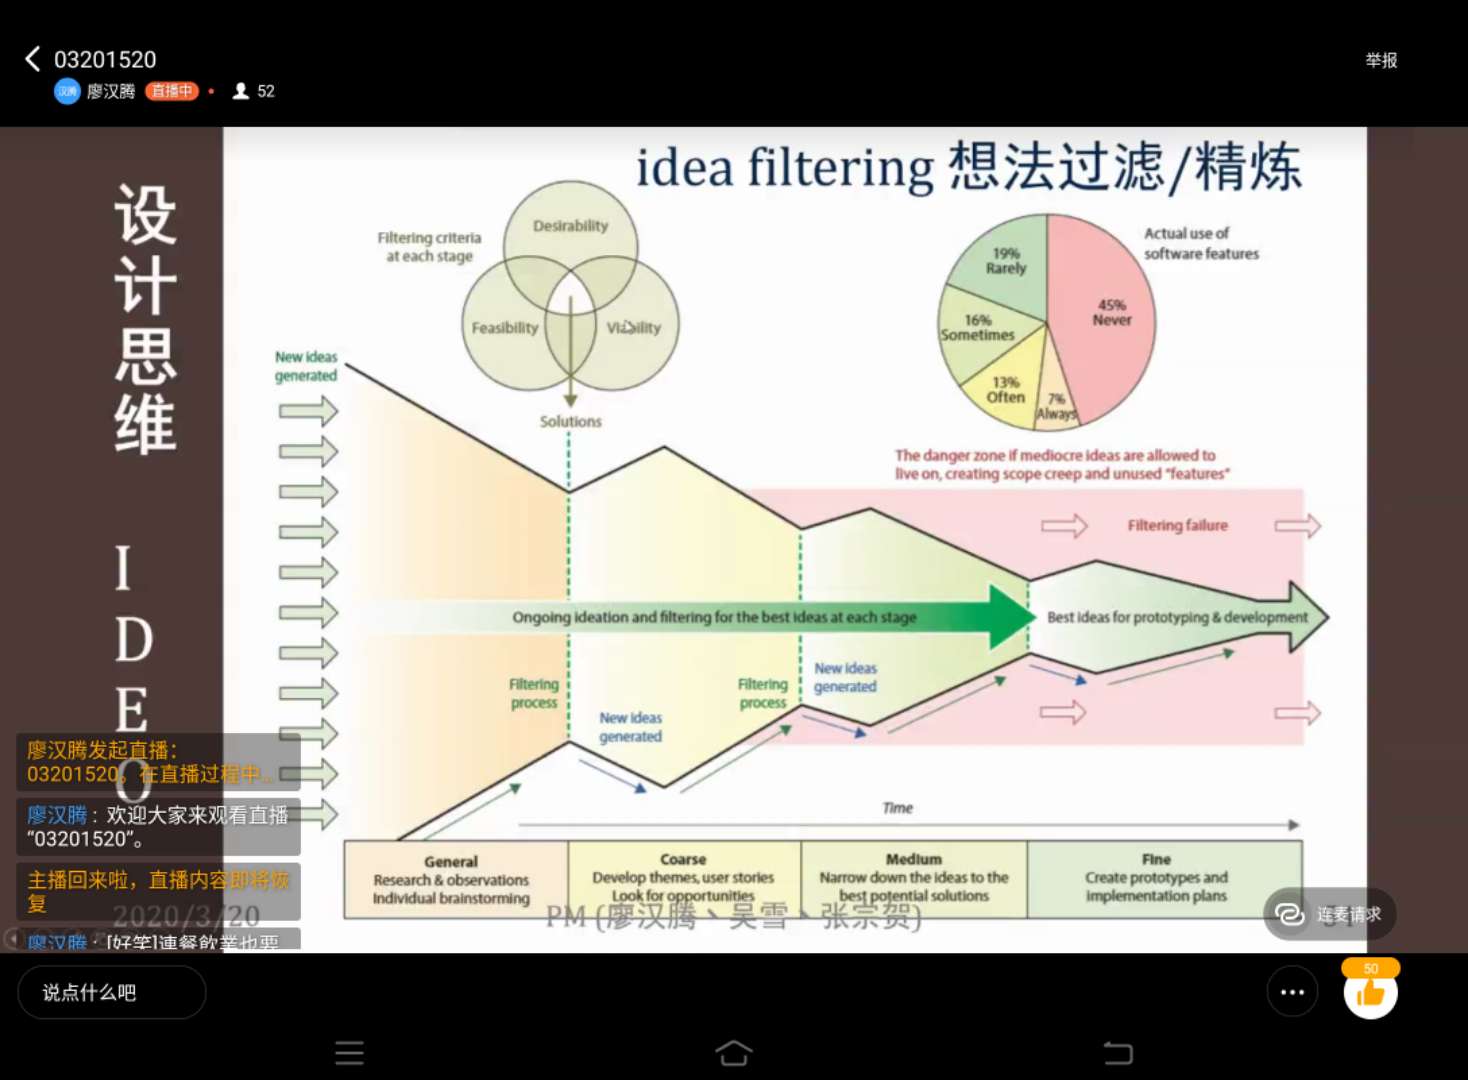 03201520
举报
汉腾
廖汉腾
直播中
52
设计思维
IDEO
idea filtering 想法过滤/精炼
Filtering criteria
at each stage
Desirability
Feasibility
Viability
Solutions
Actual use of
software features
19%
Rarely
45%
Never
16%
Sometimes
13%
Often
7%
Always
The danger zone if mediocre ideas are allowed to
live on, creating scope creep and unused "features"
New ideas
generated
Filtering failure
Ongoing ideation and filtering for the best ideas at each stage
Best ideas for prototyping & development
Filtering
process
New ideas
generated
Filtering
process
New ideas
generated
Time
General
Research & observations
Individual brainstorming
Coarse
Develop themes, user stories
Look for opportunities
Medium
Narrow down the ideas to the
best potential solutions
Fine
Create prototypes and
implementation plans
廖汉腾发起直播：
03201520。在直播过程中...
廖汉腾：欢迎大家来观看直播
“03201520”。
主播回来啦，直播内容即将恢
复
2020/3/20
PM (廖汉腾、吴雪、张宗贺)
廖汉腾：[好笑]連餐飲業也要
连麦请求
说点什么吧
50